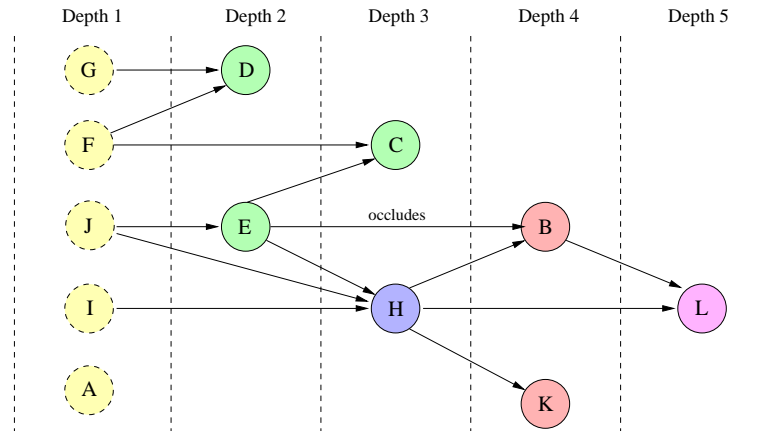 Depth 1 Depth 2 Depth 3 Depth 4 Depth 5
G D
F C
J E occludes B
I H L
A K